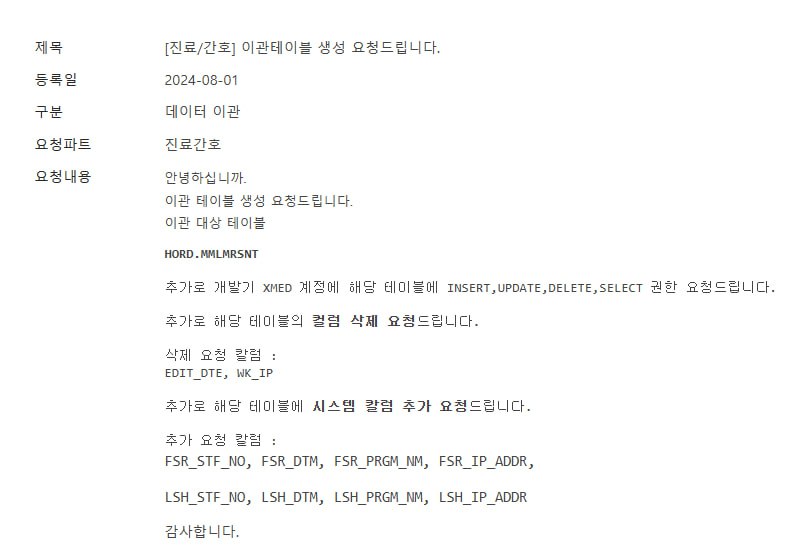 제목 [진료/간호] 이관테이블 생성 요청드립니다.
등록일 2024-08-01
구분 데이터 이관
요청파트 진료간호
요청내용 안녕하십니까.
이관 테이블 생성 요청드립니다.
이관 대상 테이블
HORD.MMLMRSNT
추가로 개발기 XMED 계정에 해당 테이블에 INSERT,UPDATE,DELETE,SELECT 권한 요청드립니다.
추가로 해당 테이블의 컬럼 삭제 요청드립니다.
삭제 요청 칼럼 :
EDIT_DTE, WK_IP
추가로 해당 테이블에 시스템 칼럼 추가 요청드립니다.
추가 요청 칼럼 :
FSR_STF_NO, FSR_DTM, FSR_PRGM_NM, FSR_IP_ADDR,
LSH_STF_NO, LSH_DTM, LSH_PRGM_NM, LSH_IP_ADDR
감사합니다.